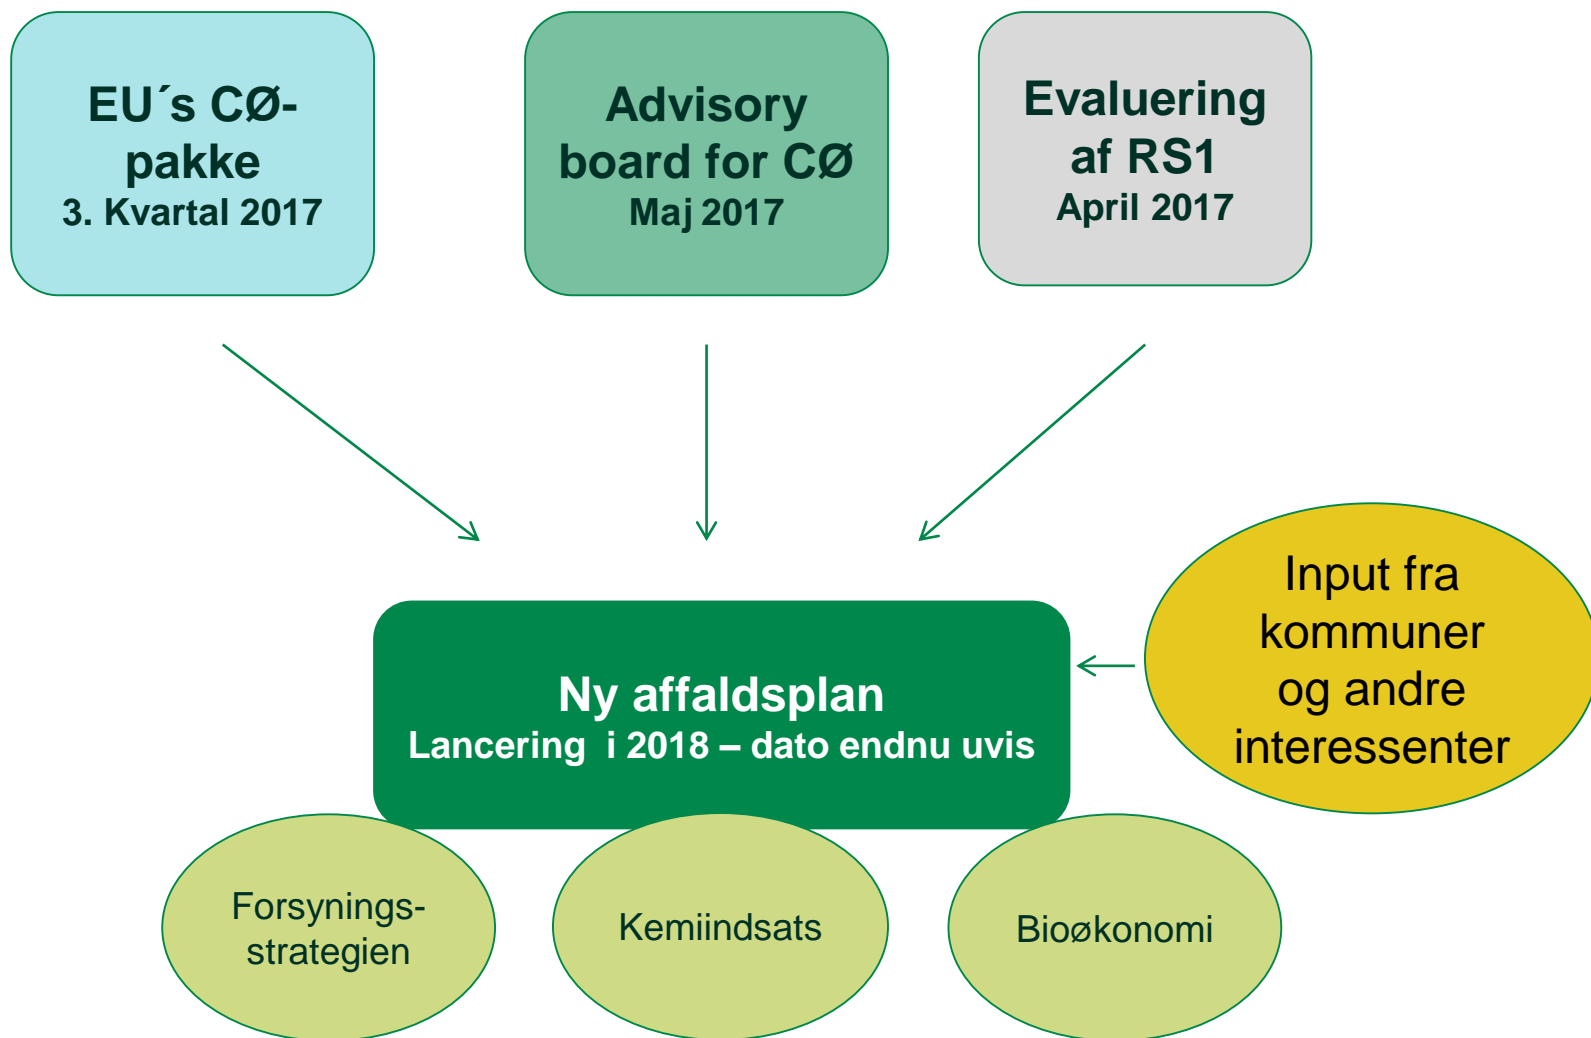 EU´s CØ-
pakke
3. Kvartal 2017
Advisory
board for CØ
Maj 2017
Evaluering
af RS1
April 2017
Input fra
kommuner
og andre
interessenter
Ny affaldsplan
Lancering i 2018 – dato endnu uvis
Forsynings-
strategien
Kemiindsats
Bioøkonomi